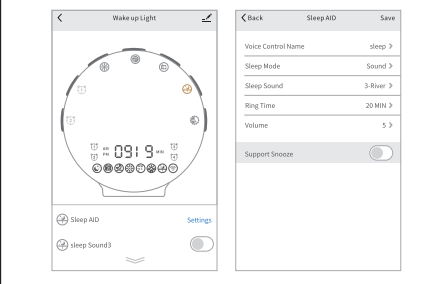 Wake up Light
AM
PM
0919 MIN
Sleep AID
Settings
sleep Sound3
Back
Sleep AID
Save
Voice Control Name
sleep
Sleep Mode
Sound
Sleep Sound
3-River
Ring Time
20 MIN
Volume
5
Support Snooze